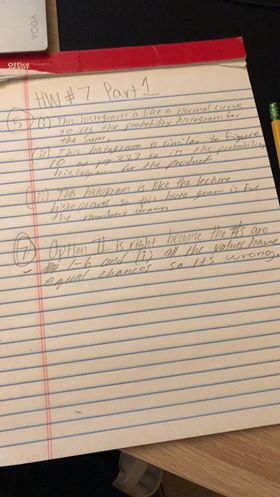 YOGA
Office
HW #7 Part 1
5 (i) This histogram is like a normal curve
so its the probability histogram for
the sum.
(ii) This histogram is similar to Figure
10 on pp 323 so it's the probability
histogram for the product
(iii) This histogram is like the lecture
histograms so this histogram is for
the numbers drawn
7 Option II is right because the #s are
1-6 and (i) all the values have
equal chances so its wrong.